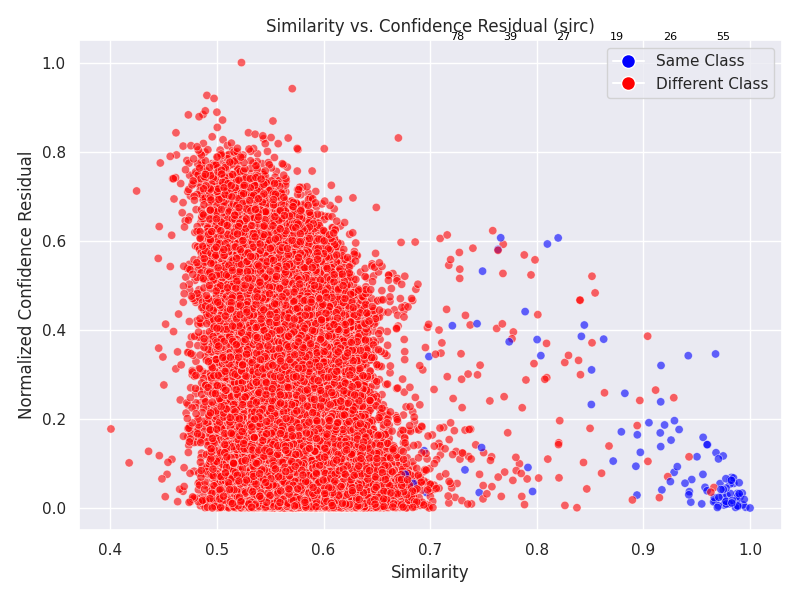 Similarity vs. Confidence Residual (sirc)
78 39 27 19 26 55
Same Class
Different Class
1.0
0.8
0.6
0.4
0.2
0.0
Normalized Confidence Residual
0.4 0.5 0.6 0.7 0.8 0.9 1.0
Similarity